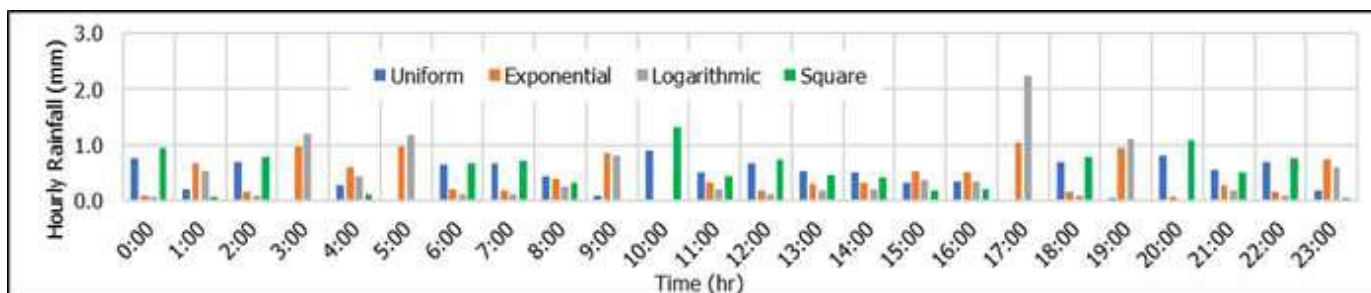 Hourly Rainfall (mm)
3.0
2.0
1.0
0.0
Uniform Exponential Logarithmic Square
0:00 1:00 2:00 3:00 4:00 5:00 6:00 7:00 8:00 9:00 10:00 11:00 12:00 13:00 14:00 15:00 16:00 17:00 18:00 19:00 20:00 21:00 22:00 23:00
Time (hr)